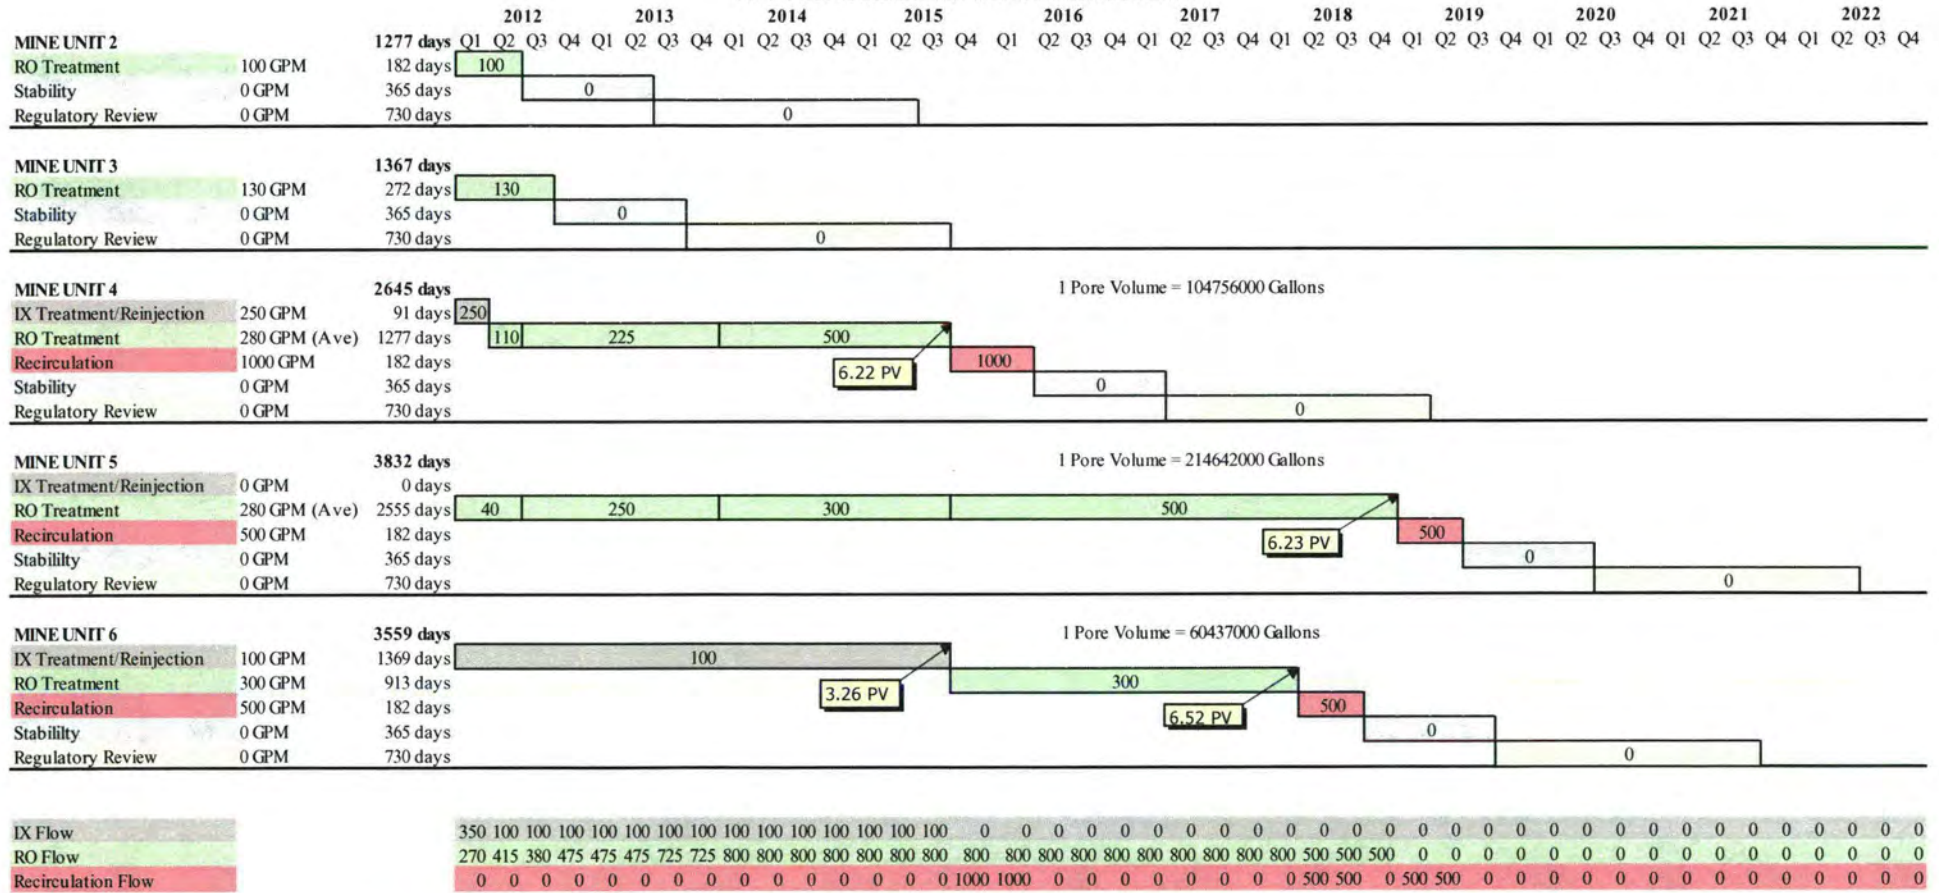 2012 2013 2014 2015 2016 2017 2018 2019 2020 2021 2022
MINE UNIT 2 1277 days Q1 Q2 Q3 Q4 Q1 Q2 Q3 Q4 Q1 Q2 Q3 Q4 Q1 Q2 Q3 Q4 Q1 Q2 Q3 Q4 Q1 Q2 Q3 Q4 Q1 Q2 Q3 Q4 Q1 Q2 Q3 Q4 Q1 Q2 Q3 Q4 Q1 Q2 Q3 Q4 Q1 Q2 Q3 Q4
RO Treatment 100 GPM 182 days 100
Stability 0 GPM 365 days 0
Regulatory Review 0 GPM 730 days 0
MINE UNIT 3 1367 days
RO Treatment 130 GPM 272 days 130
Stability 0 GPM 365 days 0
Regulatory Review 0 GPM 730 days 0
MINE UNIT 4 2645 days 1 Pore Volume = 104756000 Gallons
IX Treatment/Reinjection 250 GPM 91 days 250
RO Treatment 280 GPM (Ave) 1277 days 110 225 500
Recirculation 1000 GPM 182 days 6.22 PV 1000
Stability 0 GPM 365 days 0
Regulatory Review 0 GPM 730 days 0
MINE UNIT 5 3832 days 1 Pore Volume = 214642000 Gallons
IX Treatment/Reinjection 0 GPM 0 days
RO Treatment 280 GPM (Ave) 2555 days 40 250 300 500
Recirculation 500 GPM 182 days 6.23 PV 500
Stabililty 0 GPM 365 days 0
Regulatory Review 0 GPM 730 days 0
MINE UNIT 6 3559 days 1 Pore Volume = 60437000 Gallons
IX Treatment/Reinjection 100 GPM 1369 days 100
RO Treatment 300 GPM 913 days 3.26 PV 300
Recirculation 500 GPM 182 days 6.52 PV 500
Stabililty 0 GPM 365 days 0
Regulatory Review 0 GPM 730 days 0
IX Flow 350 100 100 100 100 100 100 100 100 100 100 100 100 100 100 0 0 0 0 0 0 0 0 0 0 0 0 0 0 0 0 0 0 0 0 0 0 0 0 0 0 0 0 0
RO Flow 270 415 380 475 475 475 725 725 800 800 800 800 800 800 800 800 800 800 800 800 800 800 800 800 800 500 500 500 0 0 0 0 0 0 0 0 0 0 0 0 0 0 0 0
Recirculation Flow 0 0 0 0 0 0 0 0 0 0 0 0 0 0 0 1000 1000 0 0 0 0 0 0 0 0 500 500 0 500 500 0 0 0 0 0 0 0 0 0 0 0 0 0 0